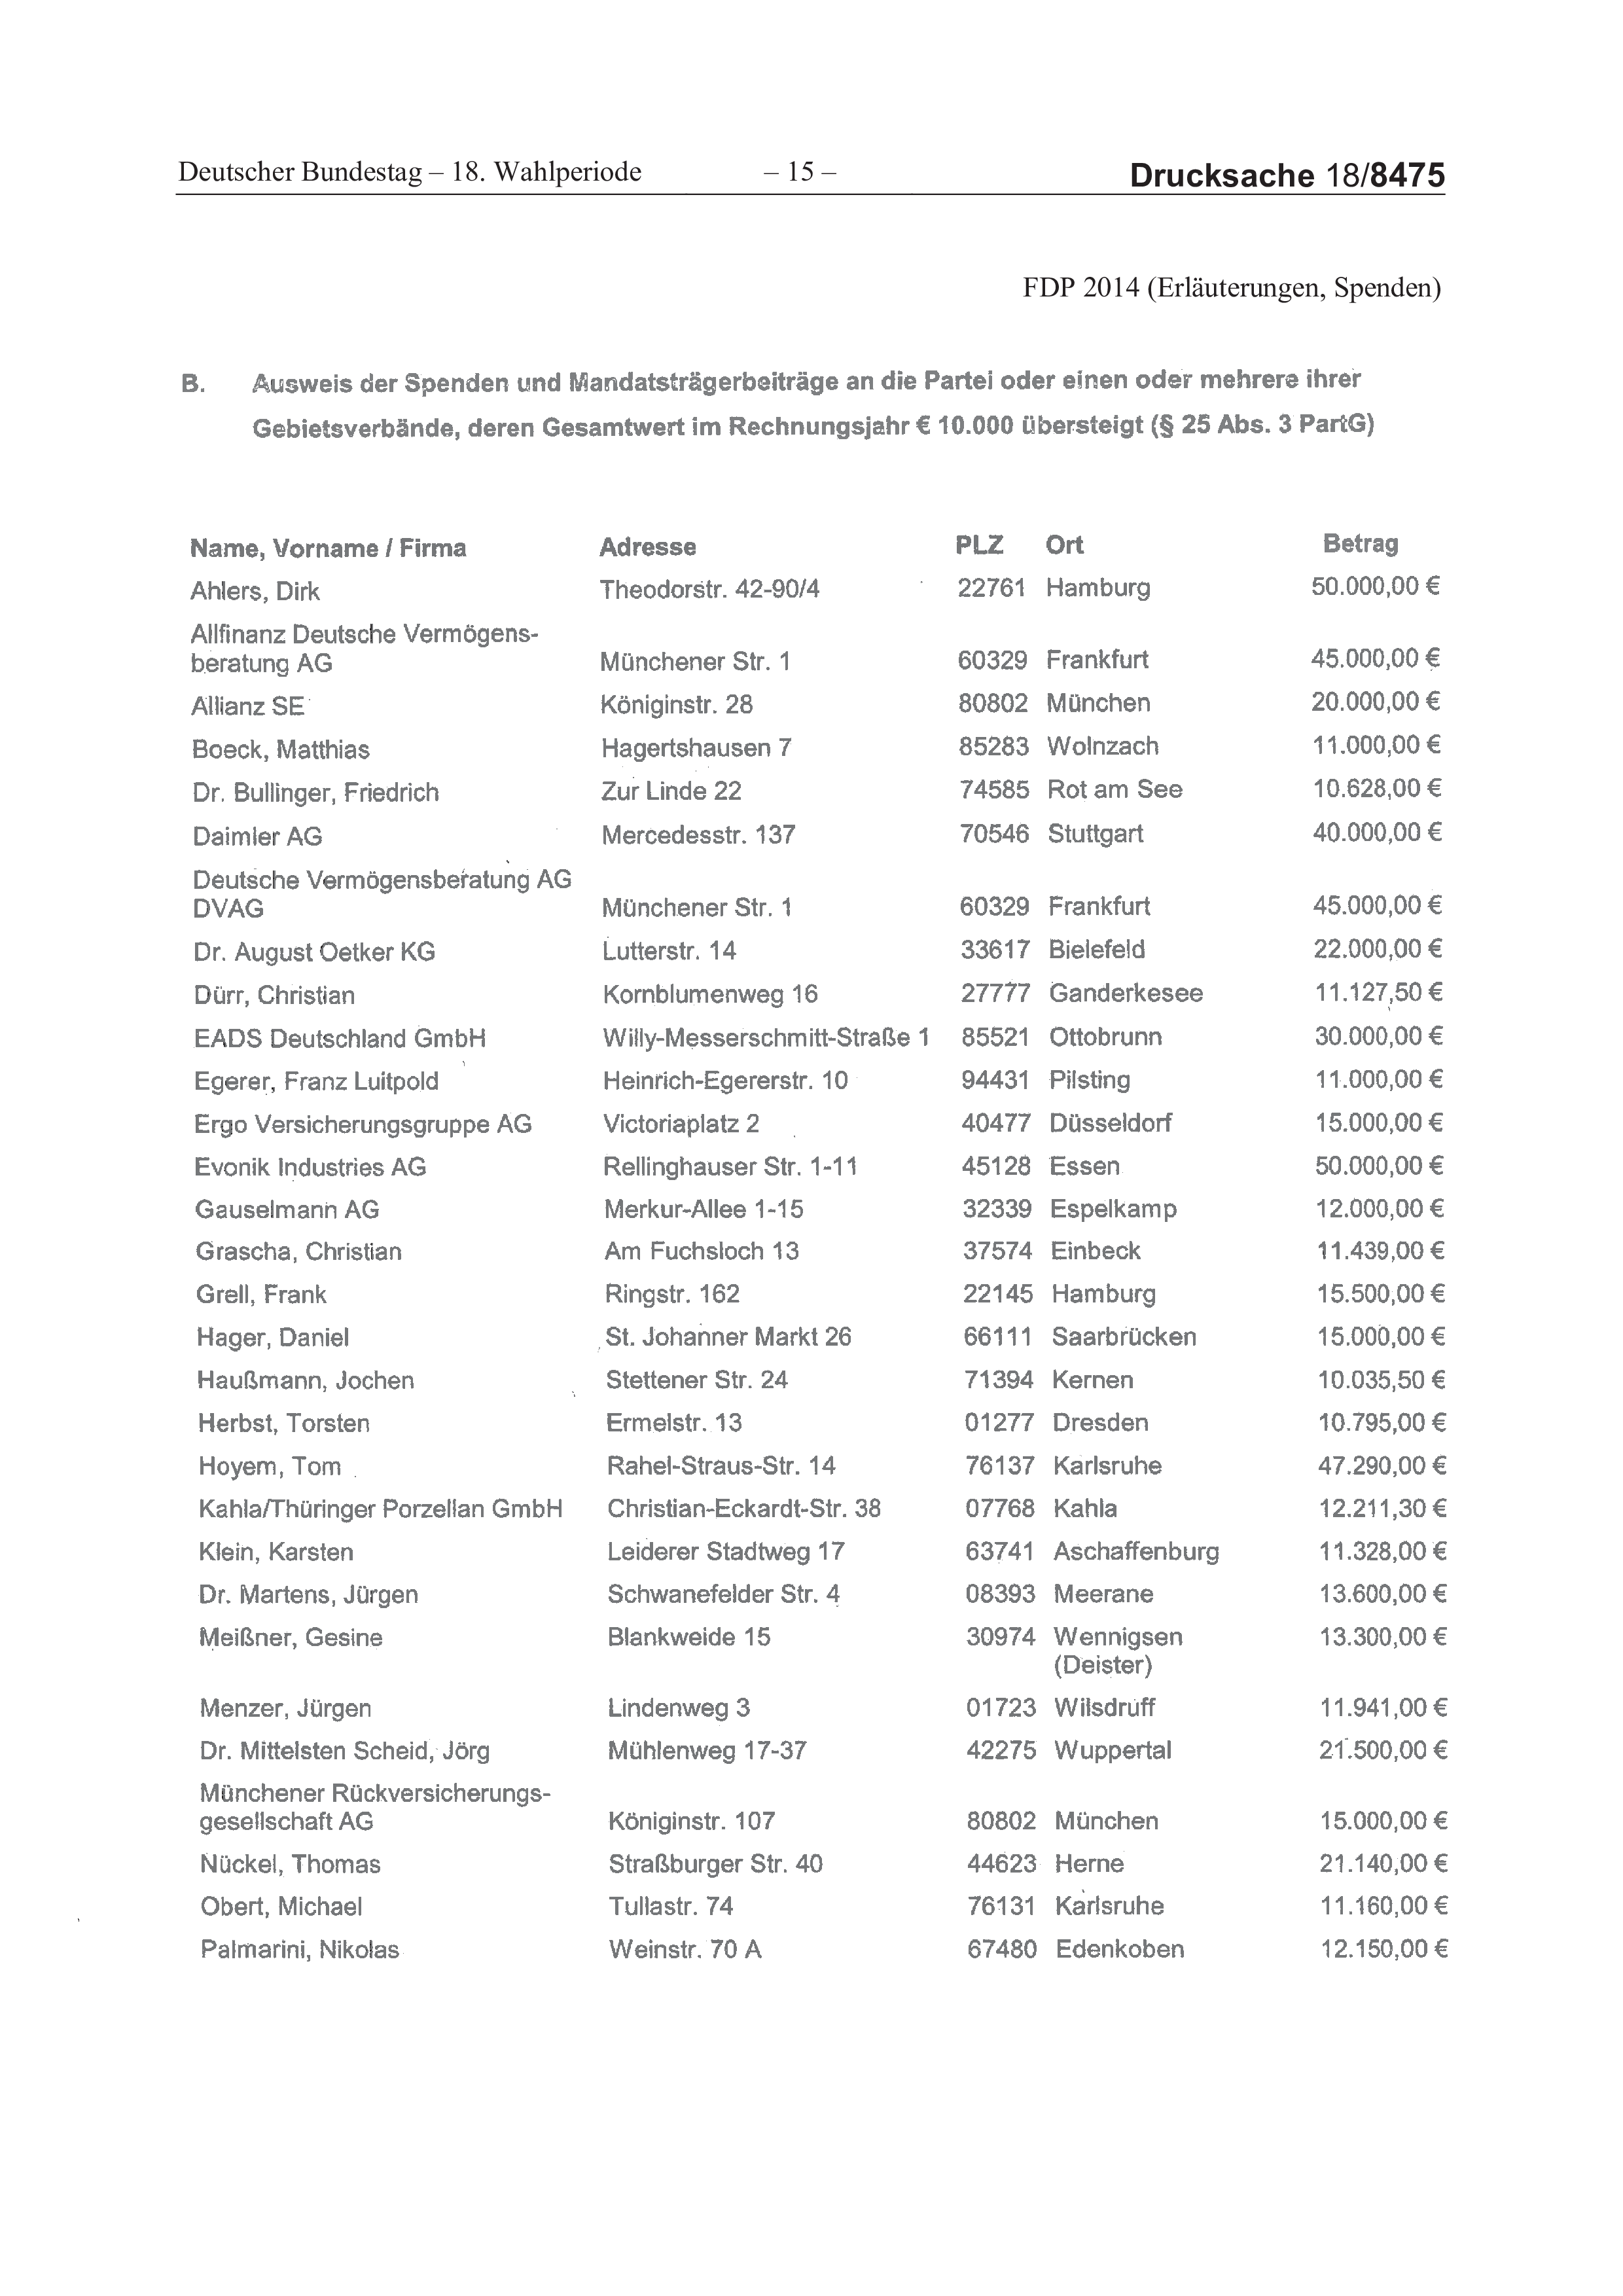 Deutscher Bundestag – 18. Wahlperiode – 15 – Drucksache 18/8475
FDP 2014 (Erläuterungen, Spenden)
B. Ausweis der Spenden und Mandatsträgerbeiträge an die Partei oder einen oder mehrere ihrer
Gebietsverbände, deren Gesamtwert im Rechnungsjahr € 10.000 übersteigt (§ 25 Abs. 3 PartG)
Name, Vorname / Firma Adresse PLZ Ort Betrag
Ahlers, Dirk Theodorstr. 42-90/4 22761 Hamburg 50.000,00 €
Allfinanz Deutsche Vermögens-
beratung AG Münchener Str. 1 60329 Frankfurt 45.000,00 €
Allianz SE Königinstr. 28 80802 München 20.000,00 €
Boeck, Matthias Hagertshausen 7 85283 Wolnzach 11.000,00 €
Dr. Bullinger, Friedrich Zur Linde 22 74585 Rot am See 10.628,00 €
Daimler AG Mercedesstr. 137 70546 Stuttgart 40.000,00 €
Deutsche Vermögensberatung AG
DVAG Münchener Str. 1 60329 Frankfurt 45.000,00 €
Dr. August Oetker KG Lutterstr. 14 33617 Bielefeld 22.000,00 €
Dürr, Christian Kornblumenweg 16 27777 Ganderkesee 11.127,50 €
EADS Deutschland GmbH Willy-Messerschmitt-Straße 1 85521 Ottobrunn 30.000,00 €
Egerer, Franz Luitpold Heinrich-Egererstr. 10 94431 Pilsting 11.000,00 €
Ergo Versicherungsgruppe AG Victoriaplatz 2 40477 Düsseldorf 15.000,00 €
Evonik Industries AG Rellinghauser Str. 1-11 45128 Essen 50.000,00 €
Gauselmann AG Merkur-Allee 1-15 32339 Espelkamp 12.000,00 €
Grascha, Christian Am Fuchsloch 13 37574 Einbeck 11.439,00 €
Grell, Frank Ringstr. 162 22145 Hamburg 15.500,00 €
Hager, Daniel St. Johanner Markt 26 66111 Saarbrücken 15.000,00 €
Haußmann, Jochen Stettener Str. 24 71394 Kernen 10.035,50 €
Herbst, Torsten Ermelstr. 13 01277 Dresden 10.795,00 €
Hoyem, Tom Rahel-Straus-Str. 14 76137 Karlsruhe 47.290,00 €
Kahla/Thüringer Porzellan GmbH Christian-Eckardt-Str. 38 07768 Kahla 12.211,30 €
Klein, Karsten Leiderer Stadtweg 17 63741 Aschaffenburg 11.328,00 €
Dr. Martens, Jürgen Schwanefelder Str. 4 08393 Meerane 13.600,00 €
Meißner, Gesine Blankweide 15 30974 Wennigsen 13.300,00 €
(Deister)
Menzer, Jürgen Lindenweg 3 01723 Wilsdruff 11.941,00 €
Dr. Mittelsten Scheid, Jörg Mühlenweg 17-37 42275 Wuppertal 21.500,00 €
Münchener Rückversicherungs-
gesellschaft AG Königinstr. 107 80802 München 15.000,00 €
Nückel, Thomas Straßburger Str. 40 44623 Herne 21.140,00 €
Obert, Michael Tullastr. 74 76131 Karlsruhe 11.160,00 €
Palmarini, Nikolas Weinstr. 70 A 67480 Edenkoben 12.150,00 €